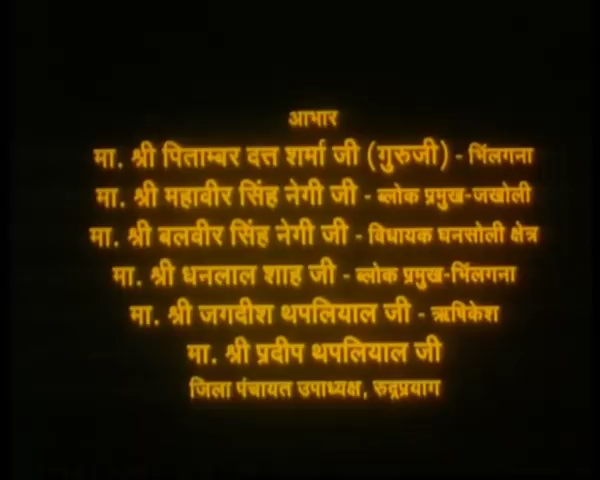 आभार
मा. श्री पिताम्बर दत्त शर्मा जी (गुरुजी) - भिंलगना
मा. श्री महावीर सिंह नेगी जी - ब्लोक प्रमुख-जखोली
मा. श्री बलवीर सिंह नेगी जी - विधायक घनसोली क्षेत्र
मा. श्री धनलाल शाह जी - ब्लोक प्रमुख-भिंलगना
मा. श्री जगदीश थपलियाल जी - ऋषिकेश
मा. श्री प्रदीप थपलियाल जी
जिला पंचायत उपाध्यक्ष, रुद्रप्रयाग